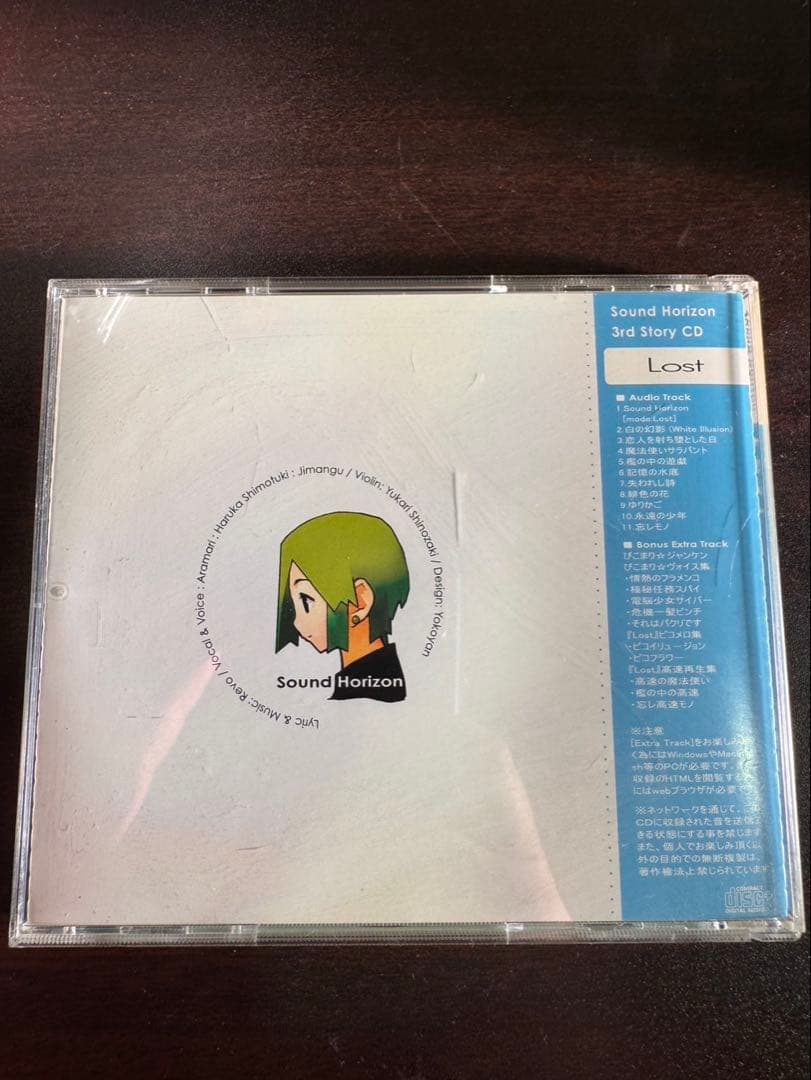 Lyric & Music: Revo / Vocal & Voice : Aramari : Haruka Shimotuki : Jimangu / Violin: Yukari Shinozaki / Design: Yokoyan
Sound Horizon
Sound Horizon
3rd Story CD
Lost
■ Audio Track
1.Sound Horizon
[mode:Lost]
2.白の幻影 (White Illusion)
3.恋人を射ち堕とした日
4.魔法使いサラバント
5.檻の中の遊戯
6.記憶の水底
7.失われし詩
8.緋色の花
9.ゆりかご
10.永遠の少年
11.忘レモノ
■ Bonus Extra Track
ぴこまり☆ジャンケン
ぴこまり☆ヴォイス集
・情熱のフラメンコ
・極秘任務スパイ
・電脳少女サイバー
・危機一髪ピンチ
・それはパクリです
『Lost』ピコメロ集
・ピコイリュージョン
・ピコフラワー
『Lost』高速再生集
・高速の魔法使い
・檻の中の高速
・忘レ高速モノ
※注意
[Extra Track]をお楽しみ
く為にはWindowsやMacin
sh等のPCが必要です。
収録のHTMLを閲覧する
にはwebブラウザが必要で
※ネットワークを通じて、この
CDに収録された音を送信
きる状態にする事を禁じます
また、個人でお楽しみ頂く以
外の目的での無断複製は、
著作権法上禁じられています
COMPACT
DISC
DIGITAL AUDIO